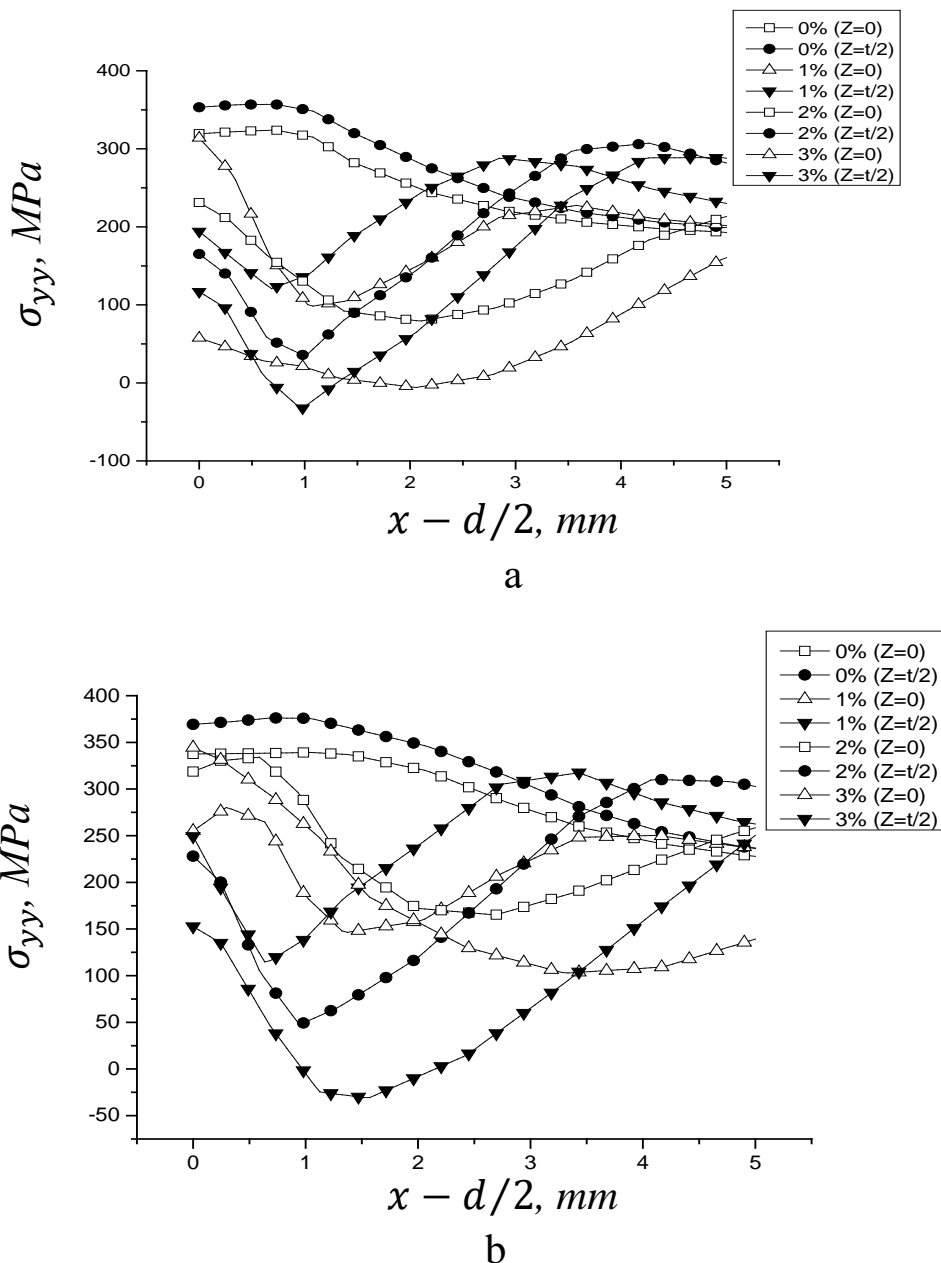 0% (Z=0)
0% (Z=t/2)
1% (Z=0)
1% (Z=t/2)
2% (Z=0)
2% (Z=t/2)
3% (Z=0)
3% (Z=t/2)
400
300
200
100
0
-100
σyy, MPa
0 1 2 3 4 5
x − d/2, mm
a
0% (Z=0)
0% (Z=t/2)
1% (Z=0)
1% (Z=t/2)
2% (Z=0)
2% (Z=t/2)
3% (Z=0)
3% (Z=t/2)
400
350
300
250
200
150
100
50
0
-50
σyy, MPa
0 1 2 3 4 5
x − d/2, mm
b